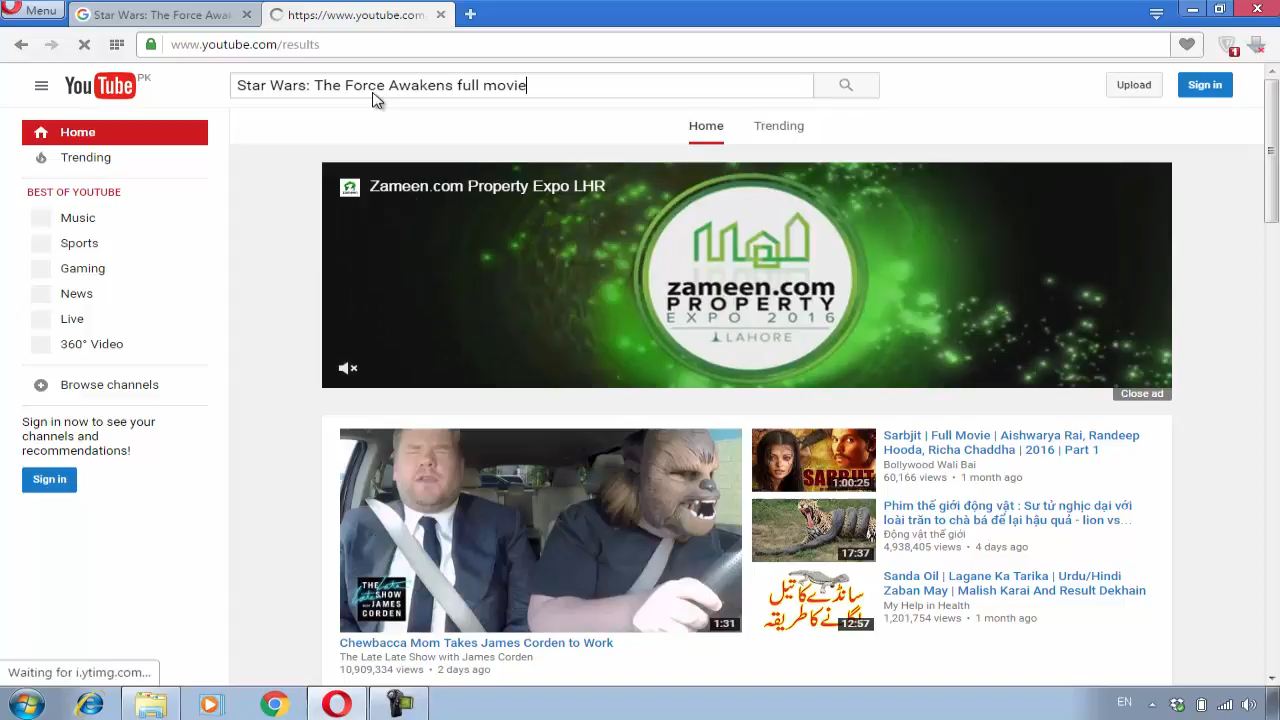 Menu
Star Wars: The Force Awa
https://www.youtube.com
www.youtube.com/results
1
YouTube PK
Star Wars: The Force Awakens full movie
Upload
Sign in
Home
Trending
Home
Trending
BEST OF YOUTUBE
Music
Sports
Gaming
News
Live
360° Video
Browse channels
Sign in now to see your
channels and
recommendations!
Sign in
Zameen.com Property Expo LHR
zameen.com
PROPERTY
EXPO 2016
LAHORE
Close ad
THE
late late
SHOW
WITH
JAMES
CORDEN
1:31
Chewbacca Mom Takes James Corden to Work
The Late Late Show with James Corden
10,909,334 views • 2 days ago
SARBJIT
1:00:25
Sarbjit | Full Movie | Aishwarya Rai, Randeep
Hooda, Richa Chaddha | 2016 | Part 1
Bollywood Wali Bai
60,166 views • 1 month ago
17:37
Phim thế giới động vật : Sư tử nghịc dại với
loài trăn to chà bá để lại hậu quả - lion vs...
Động vật thế giới
4,938,405 views • 4 days ago
سانڈے کا تیل
لگانے کا طریقہ
12:57
Sanda Oil | Lagane Ka Tarika | Urdu/Hindi
Zaban May | Malish Karai And Result Dekhain
My Help in Health
1,201,754 views • 1 month ago
Waiting for i.ytimg.com...
EN